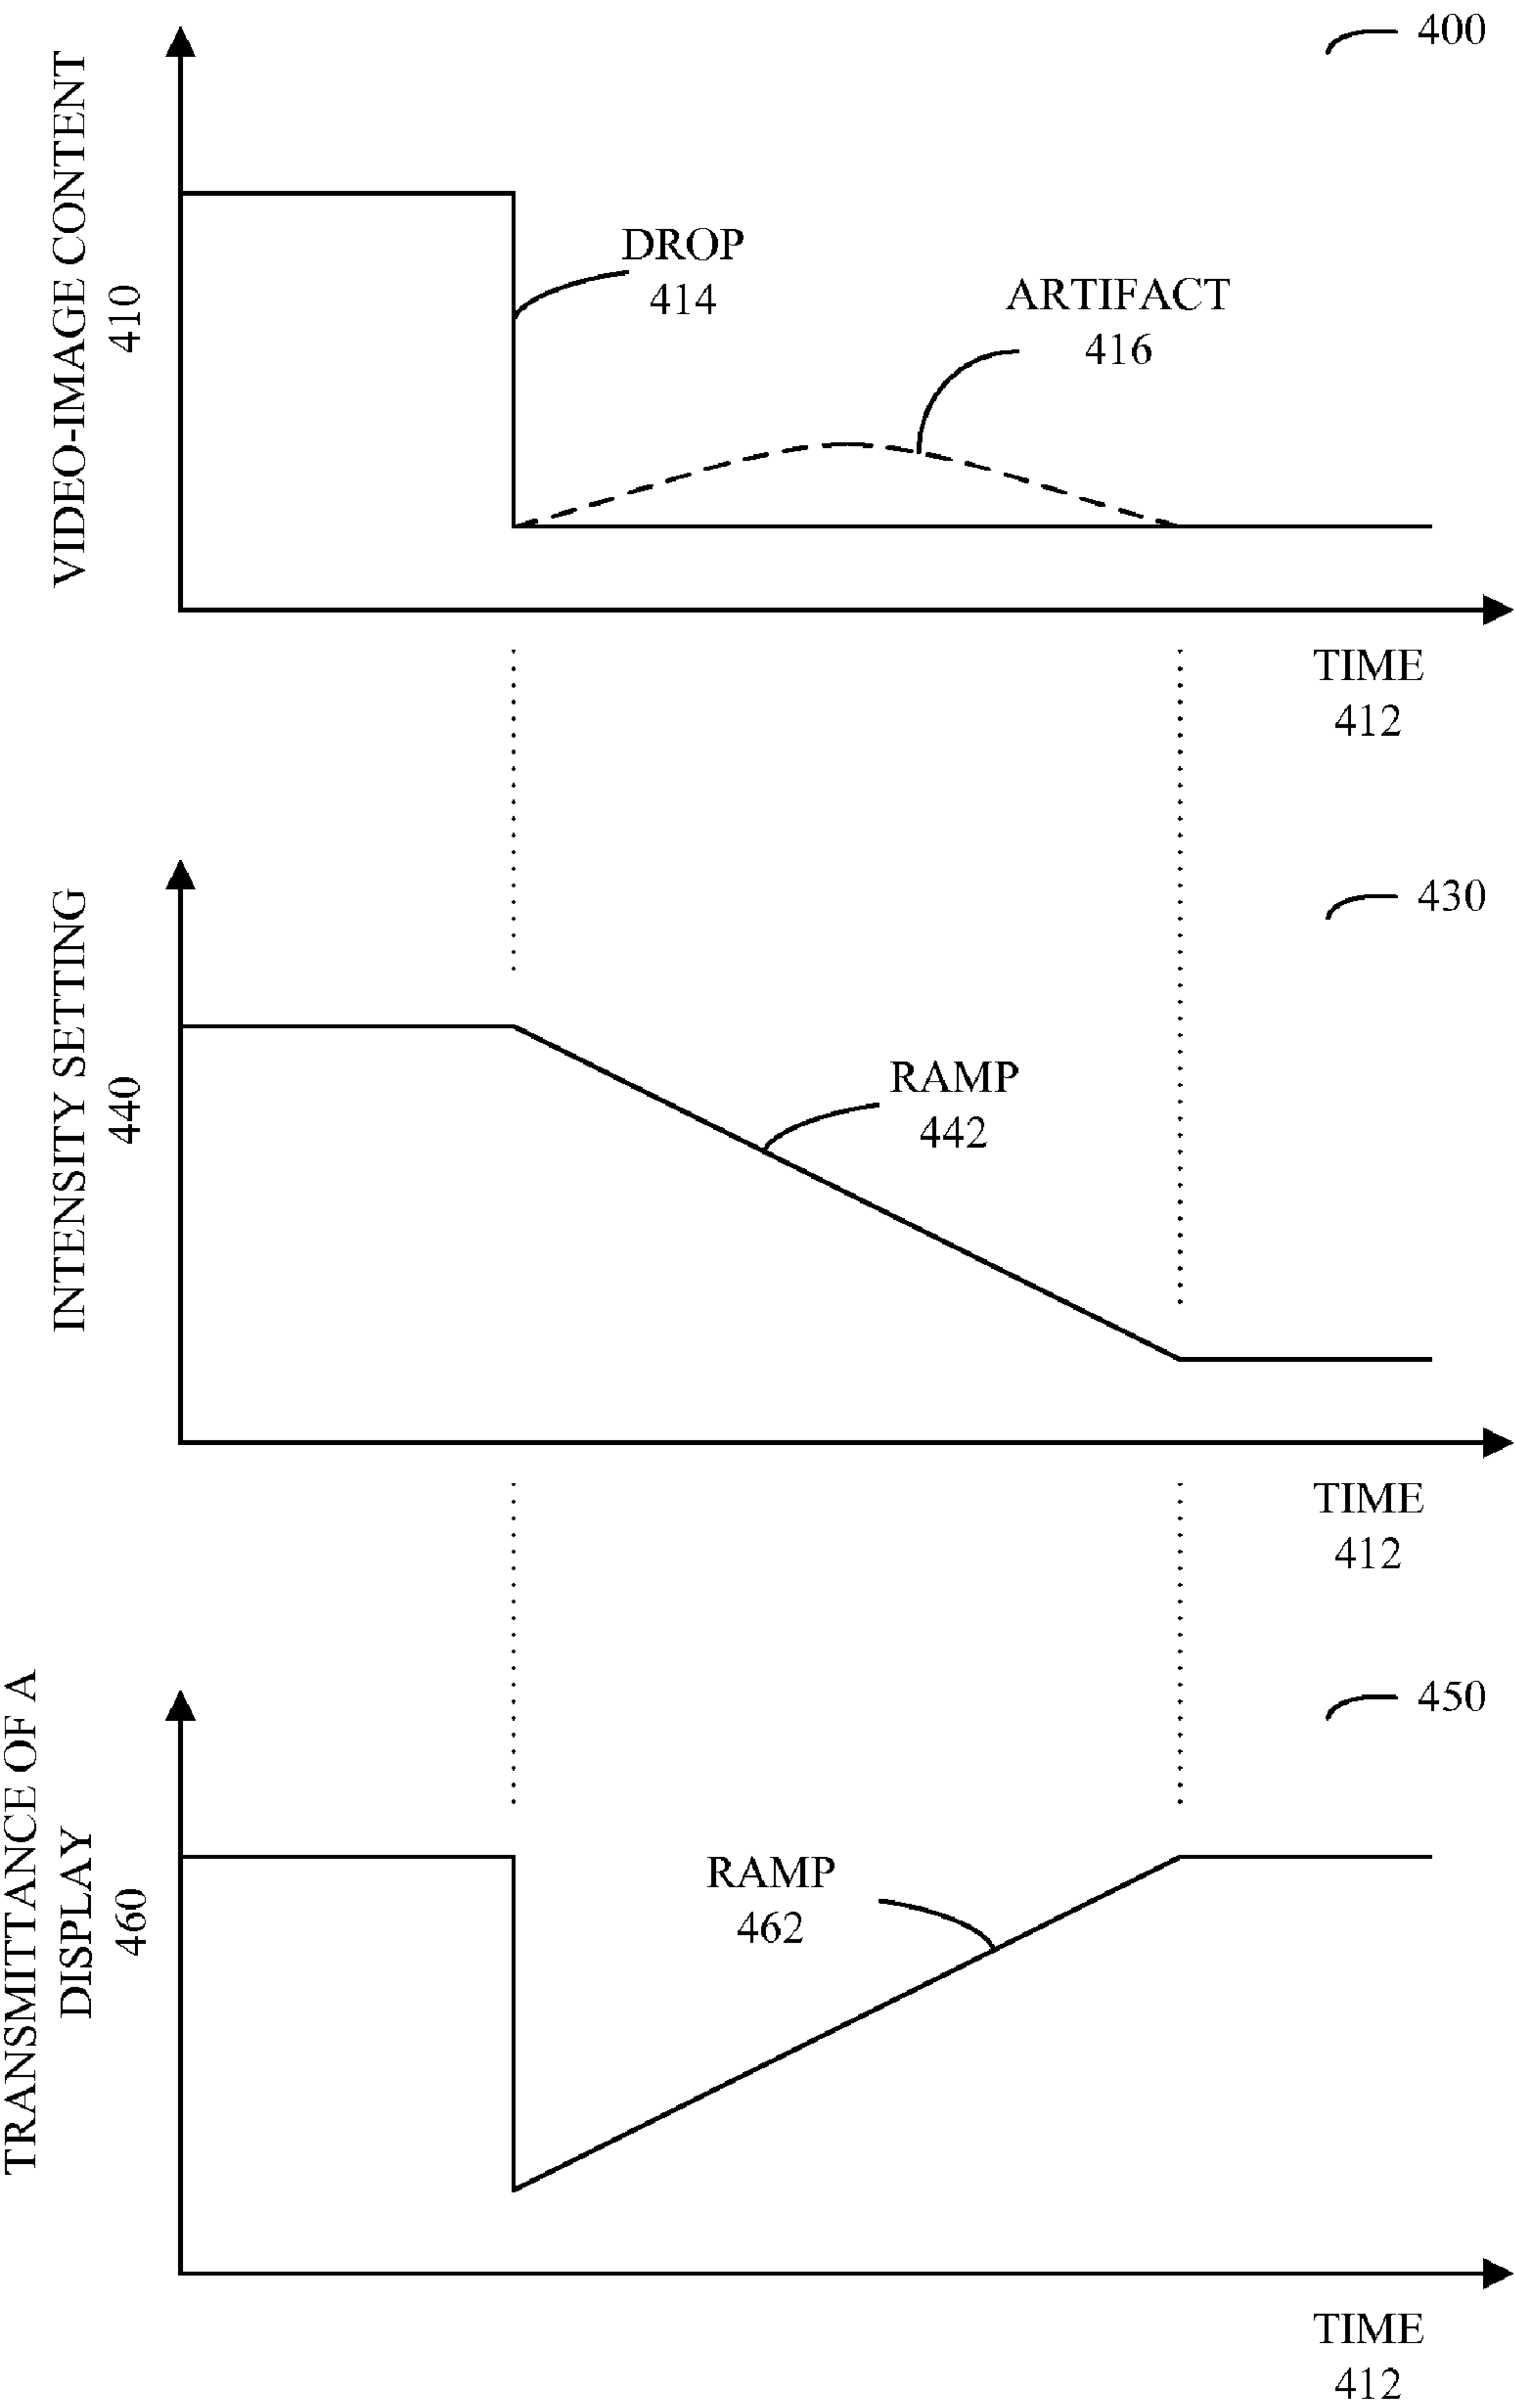 400
VIDEO-IMAGE CONTENT
410
DROP
414
ARTIFACT
416
TIME
412
430
INTENSITY SETTING
440
RAMP
442
TIME
412
450
TRANSMITTANCE OF A
DISPLAY
460
RAMP
462
TIME
412